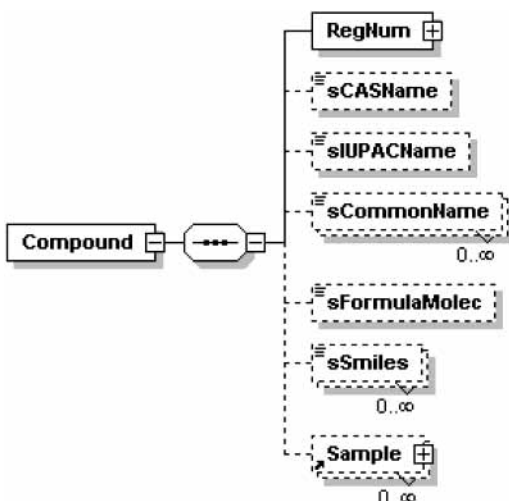 RegNum
sCASName
sIUPACName
sCommonName
0..∞
Compound
sFormulaMolec
sSmiles
0..∞
Sample
0..∞